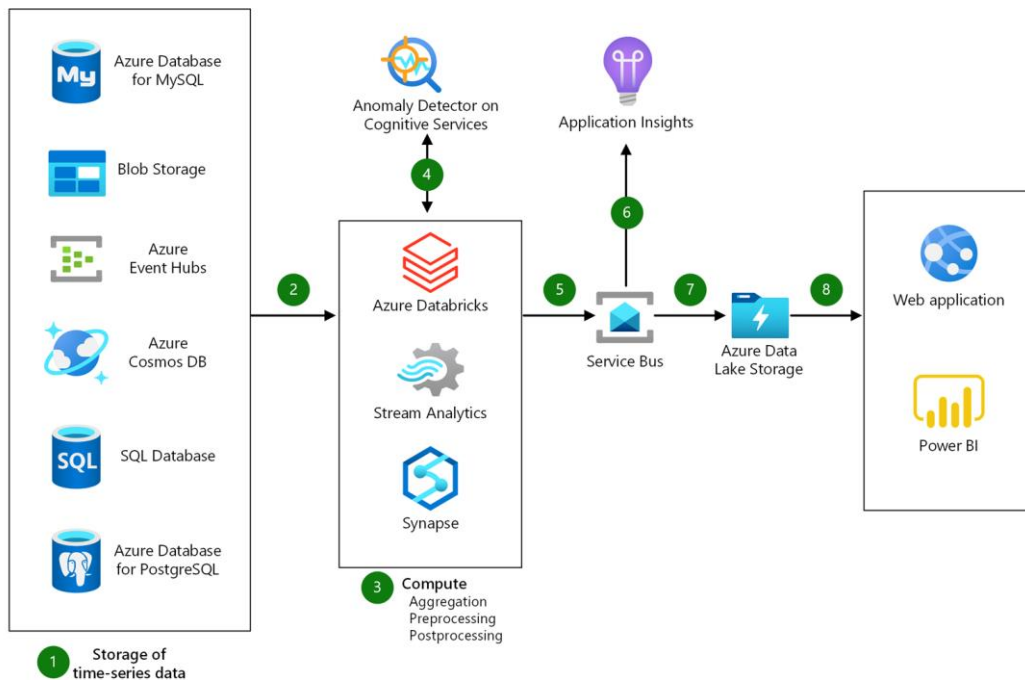 Azure Database
for MySQL
My
Blob Storage
Azure
Event Hubs
Azure
Cosmos DB
SQL
SQL Database
Azure Database
for PostgreSQL
1
Storage of
time-series data
2
Anomaly Detector on
Cognitive Services
4
Azure Databricks
Stream Analytics
Synapse
3
Compute
Aggregation
Preprocessing
Postprocessing
5
Service Bus
6
Application Insights
7
Azure Data
Lake Storage
8
Web application
Power BI